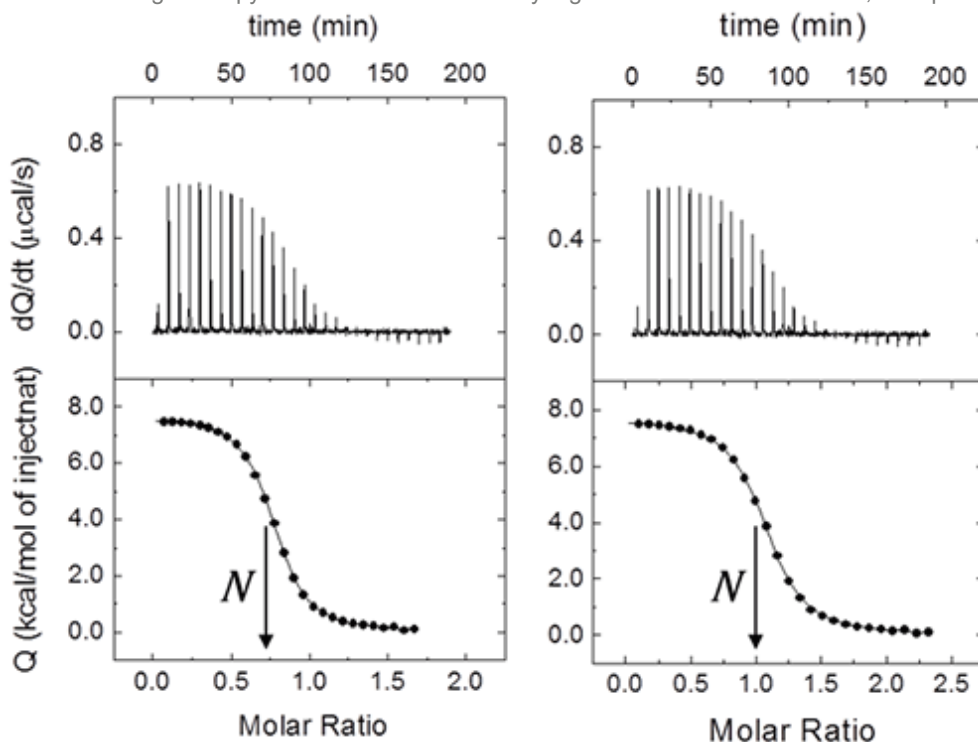 time (min)
0 50 100 150 200
0.8
0.4
0.0
dQ/dt (μcal/s)
8.0
6.0
4.0
2.0
0.0
Q (kcal/mol of injectnat)
N
0.0 0.5 1.0 1.5 2.0
Molar Ratio
time (min)
0 50 100 150 200
0.8
0.4
0.0
8.0
6.0
4.0
2.0
0.0
N
0.0 0.5 1.0 1.5 2.0 2.5
Molar Ratio